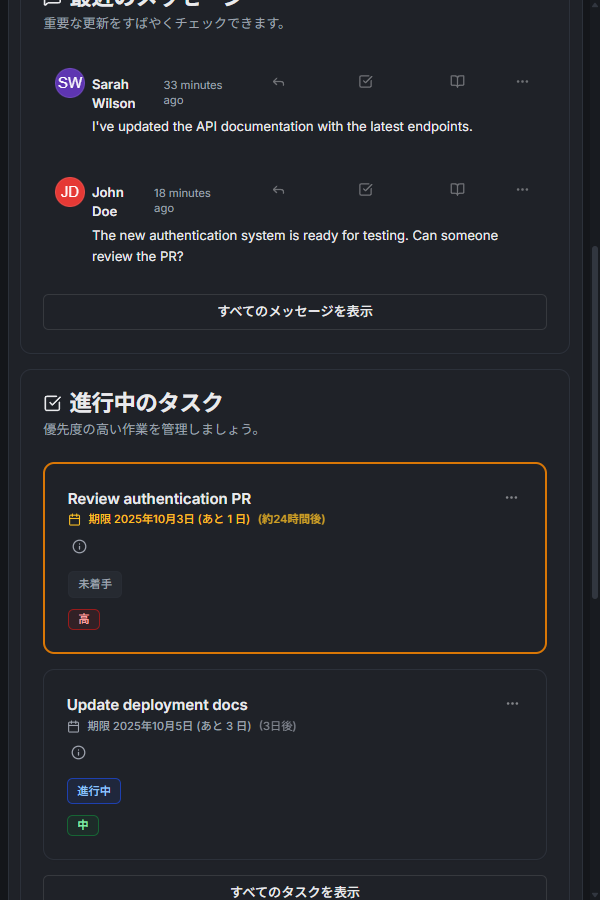 最近のメッセージ
重要な更新をすばやくチェックできます。
SW
Sarah Wilson
33 minutes ago
I've updated the API documentation with the latest endpoints.
JD
John Doe
18 minutes ago
The new authentication system is ready for testing. Can someone
review the PR?
すべてのメッセージを表示
進行中のタスク
優先度の高い作業を管理しましょう。
Review authentication PR
期限 2025年10月3日 (あと 1 日) (約24時間後)
未着手
高
Update deployment docs
期限 2025年10月5日 (あと 3 日) (3日後)
進行中
中
すべてのタスクを表示